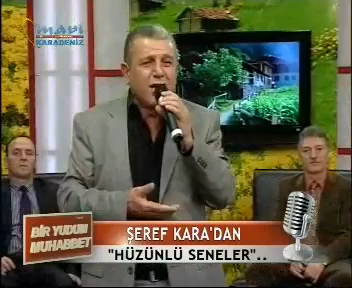 MAVİ
KARADENİZ
BİR YUDUM
MUHABBET
ŞEREF KARA'DAN
"HÜZÜNLÜ SENELER"..